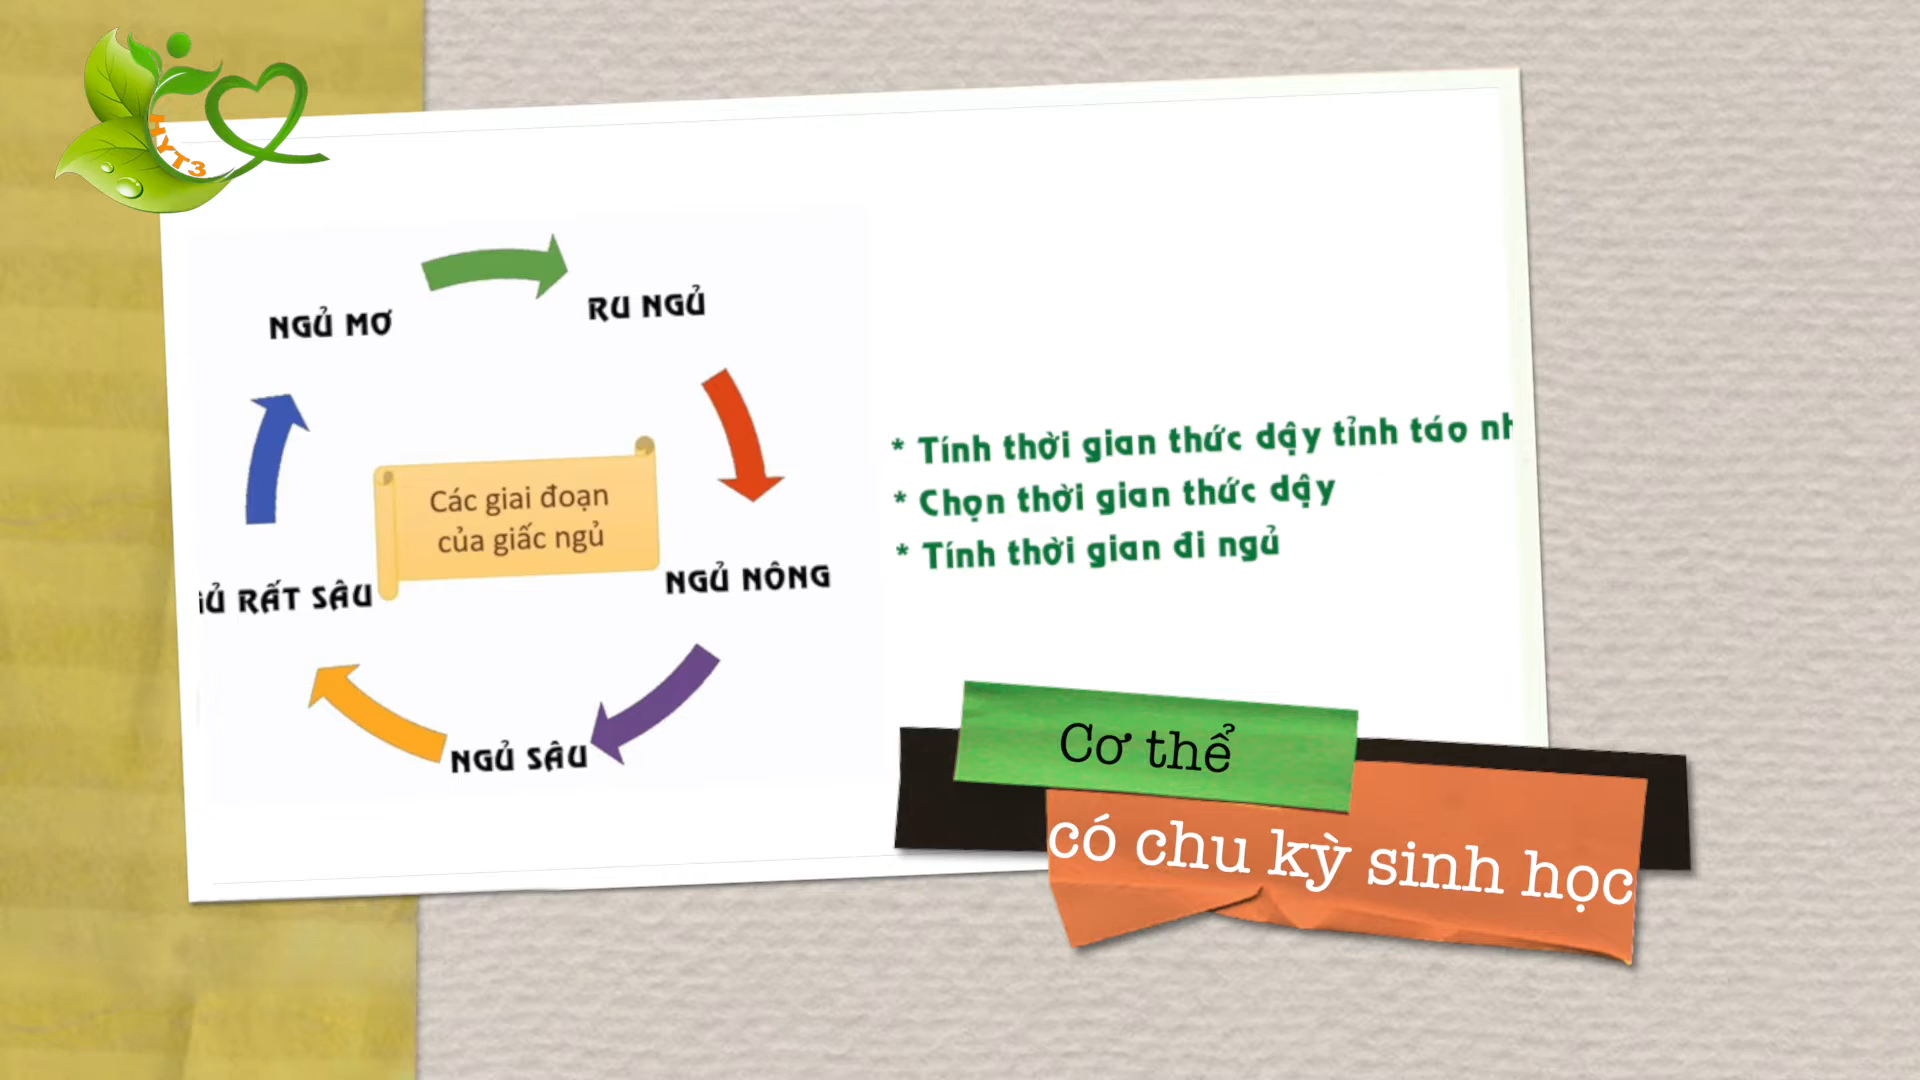 HYT3
NGỦ MƠ
RU NGỦ
* Tính thời gian thức dậy tỉnh táo
* Chọn thời gian thức dậy
* Tính thời gian đi ngủ
Các giai đoạn
của giấc ngủ
RẤT SÂU
NGỦ NÔNG
NGỦ SÂU
Cơ thể
có chu kỳ sinh học